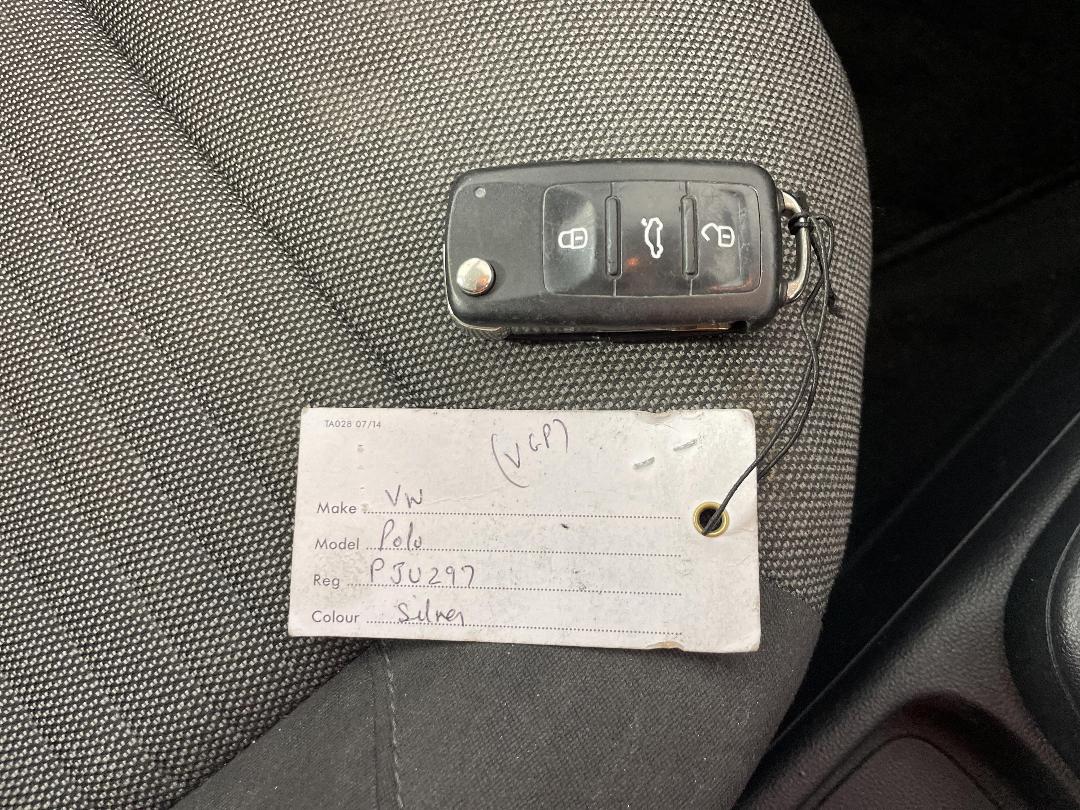 TA028 07/14
(VGP)
Make VW
Model Polo
Reg PJU297
Colour Silver